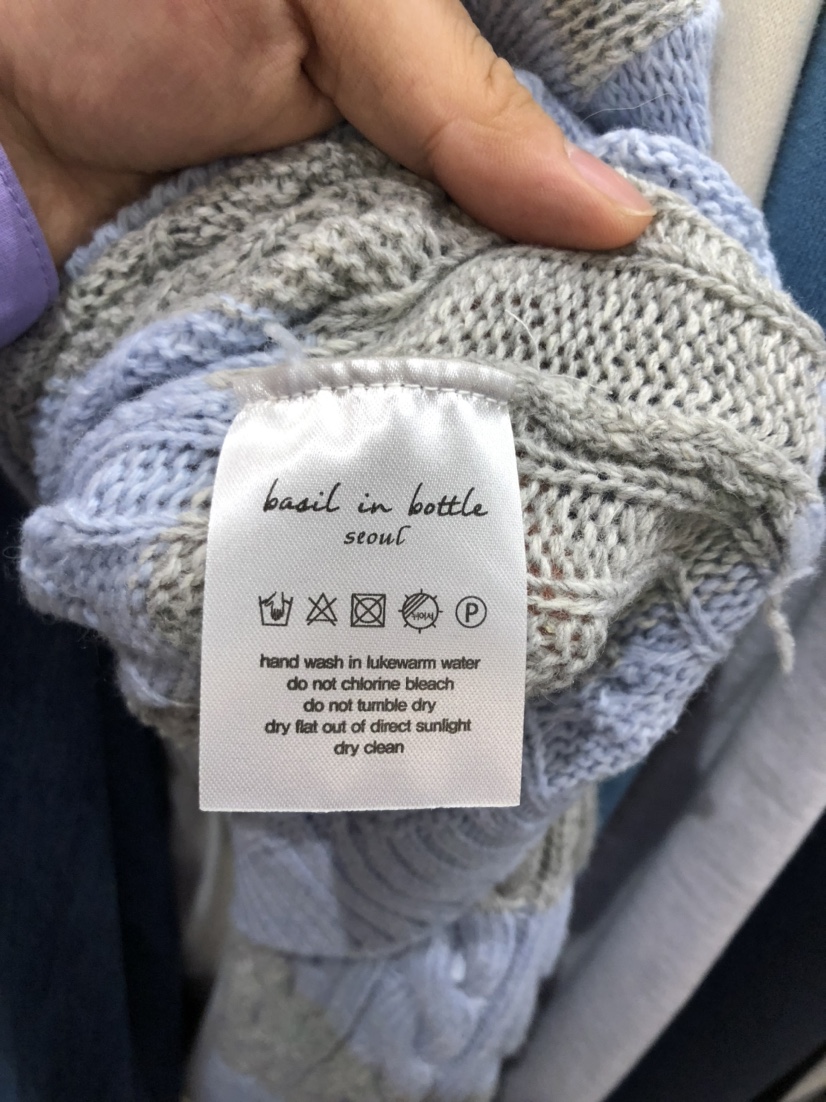 basil in bottle
seoul
P
hand wash in lukewarm water
do not chlorine bleach
do not tumble dry
dry flat out of direct sunlight
dry clean